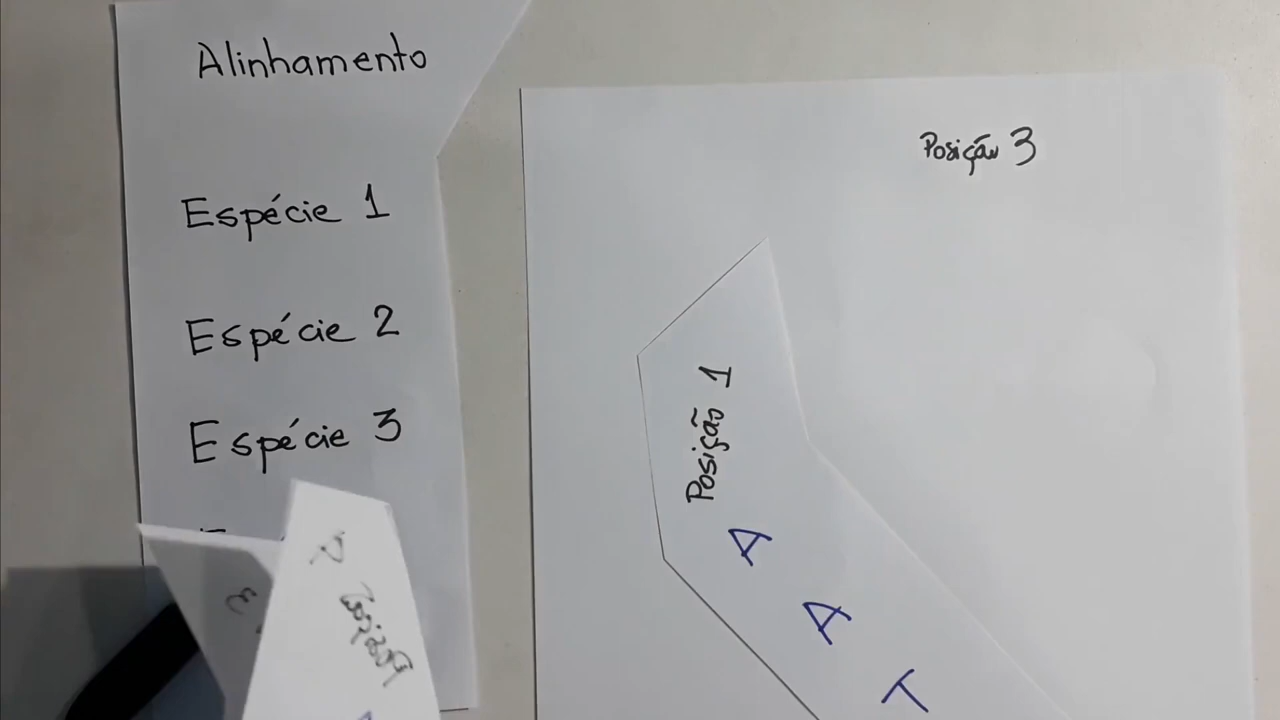 Alinhamento
Espécie 1
Espécie 2
Espécie 3
Posição 3
Posição 1
A
A
T